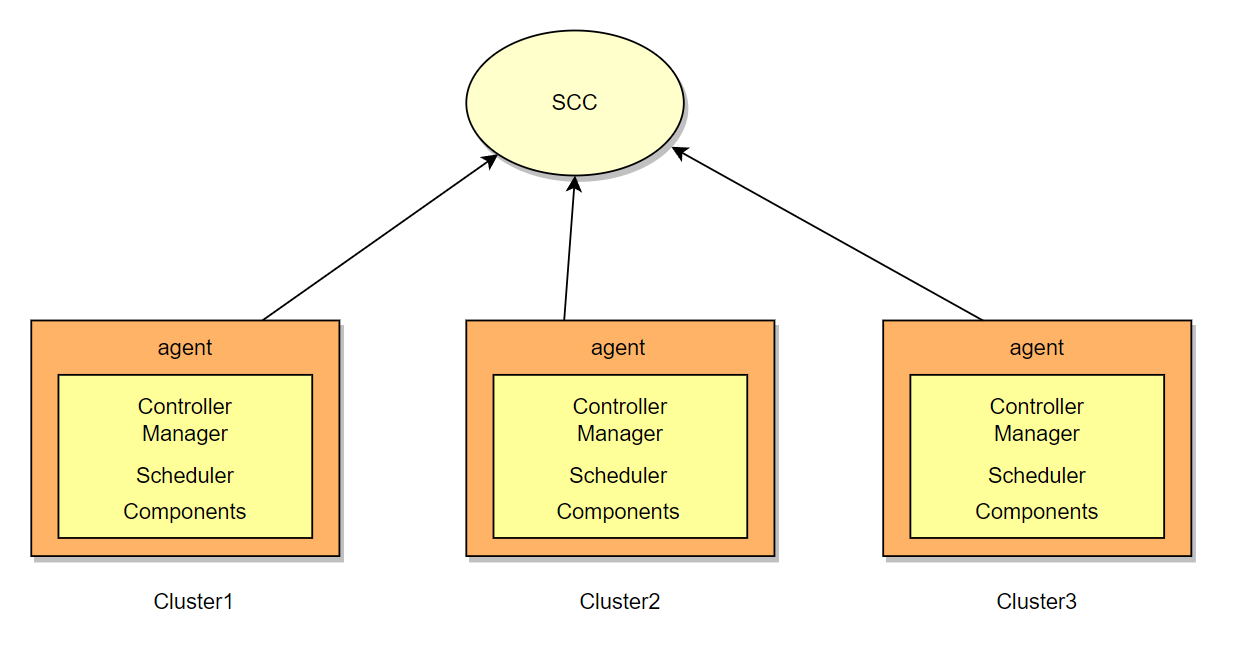 SCC
agent
Controller
Manager
Scheduler
Components
Cluster1
agent
Controller
Manager
Scheduler
Components
Cluster2
agent
Controller
Manager
Scheduler
Components
Cluster3